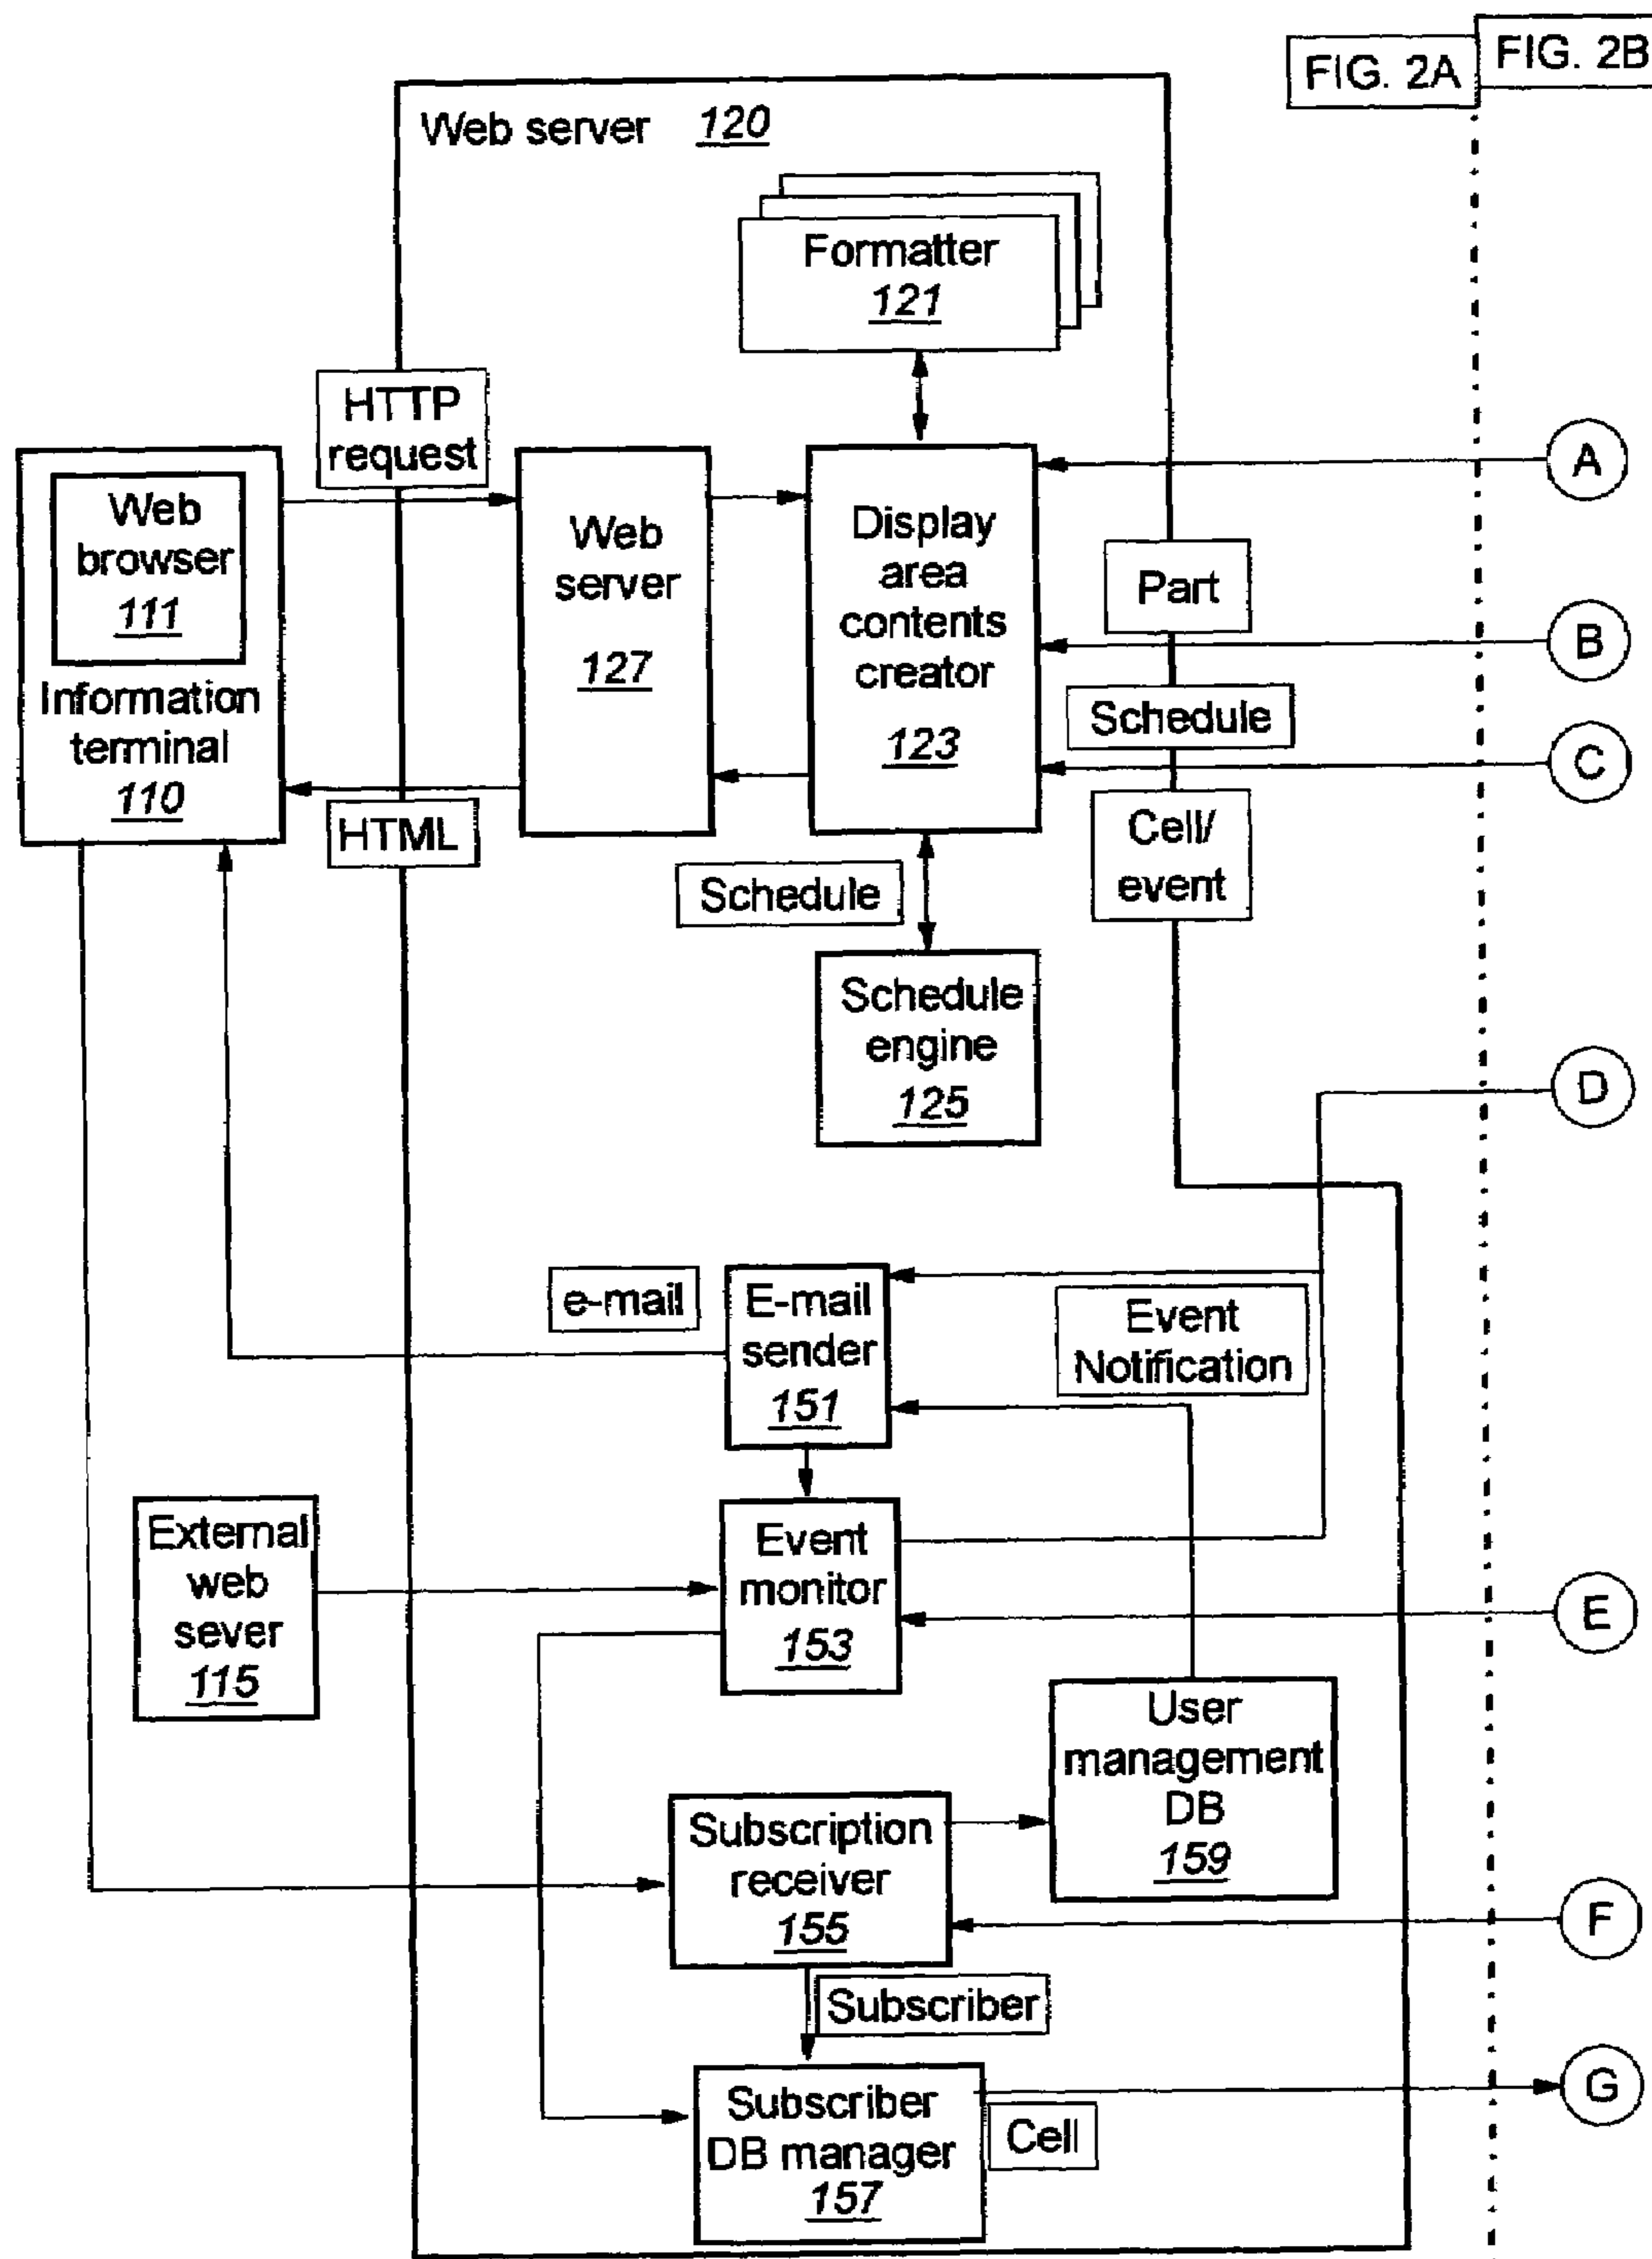 FIG. 2A
FIG. 2B
Web server 120
Formatter
121
HTTP
request
Web
browser
111
Information
terminal
110
Web
server
127
Display
area
contents
creator
123
A
Part
B
Schedule
C
HTML
Cell/
event
Schedule
Schedule
engine
125
D
e-mail
E-mail
sender
151
Event
Notification
External
web
sever
115
Event
monitor
153
E
User
management
DB
159
Subscription
receiver
155
F
Subscriber
Subscriber
DB manager
157
Cell
G